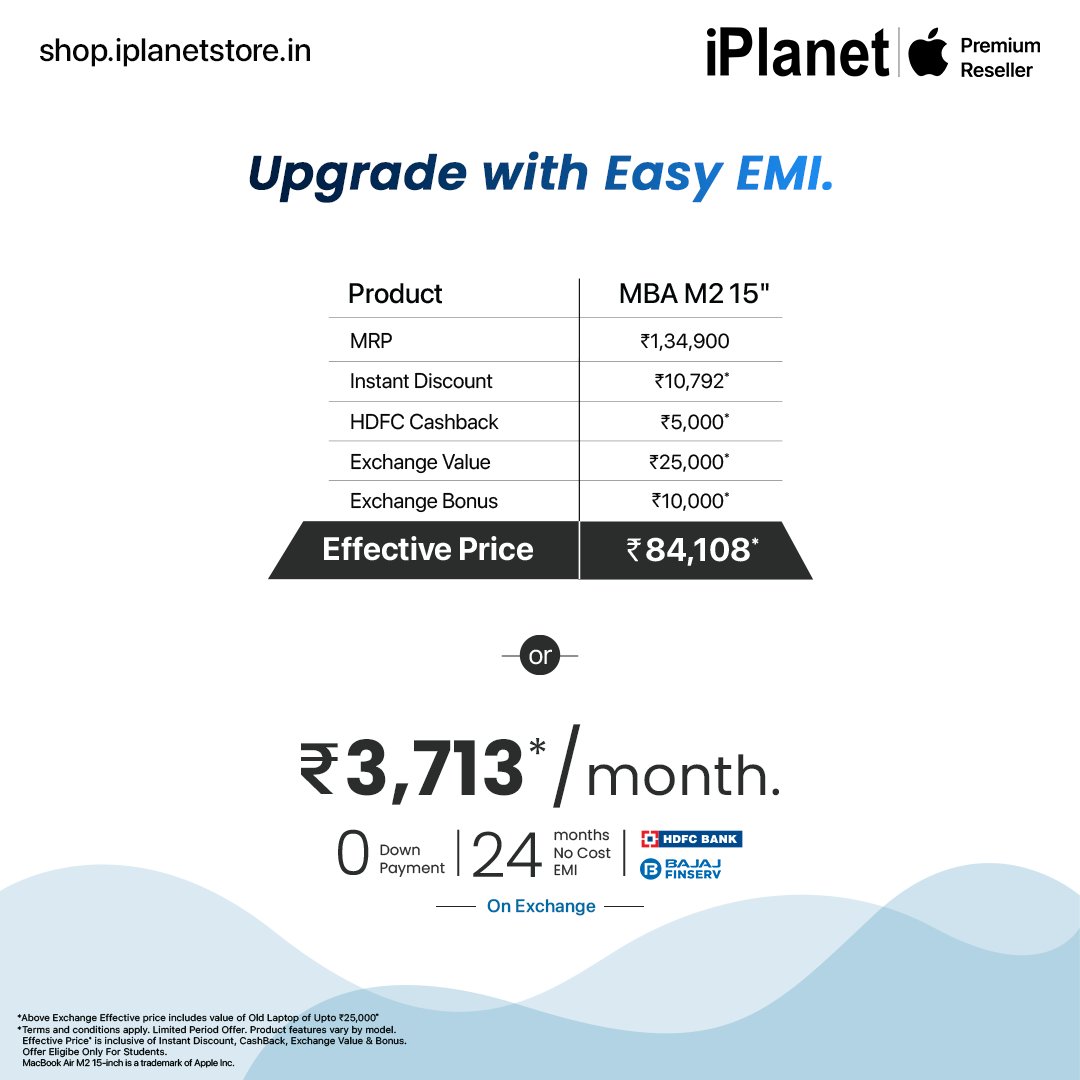 shop.iplanetstore.in
iPlanet
Premium
Reseller
Upgrade with Easy EMI.
Product MBA M2 15"
MRP ₹1,34,900
Instant Discount ₹10,792*
HDFC Cashback ₹5,000*
Exchange Value ₹25,000*
Exchange Bonus ₹10,000*
Effective Price ₹84,108*
or
₹3,713*/month.
0 Down
Payment
24 months
No Cost
EMI
HDFC BANK
BAJAJ
FINSERV
On Exchange
*Above Exchange Effective price includes value of Old Laptop of Upto ₹25,000*
*Terms and conditions apply. Limited Period Offer. Product features vary by model.
Effective Price* is inclusive of Instant Discount, CashBack, Exchange Value & Bonus.
Offer Eligibe Only For Students.
MacBook Air M2 15-inch is a trademark of Apple Inc.